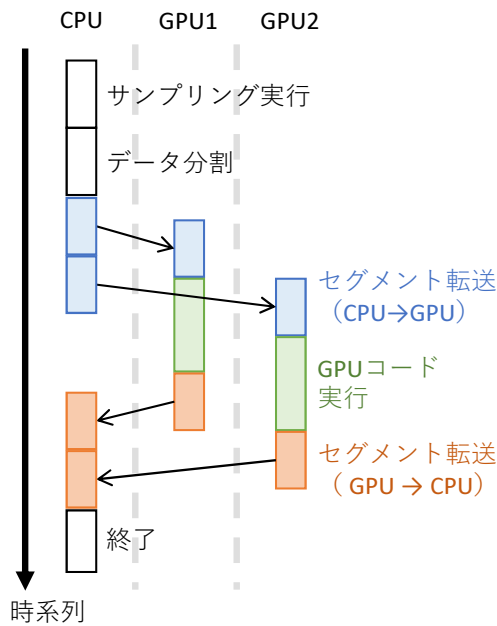 CPU GPU1 GPU2
サンプリング実行
データ分割
セグメント転送
（CPU→GPU）
GPUコード
実行
セグメント転送
（ GPU → CPU）
終了
時系列